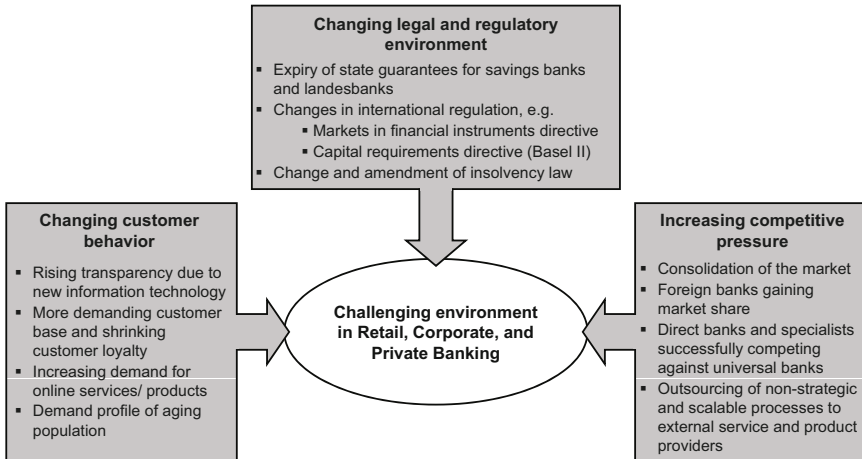 Changing legal and regulatory
environment
▪ Expiry of state guarantees for savings banks
and landesbanks
▪ Changes in international regulation, e.g.
▪ Markets in financial instruments directive
▪ Capital requirements directive (Basel II)
▪ Change and amendment of insolvency law
Changing customer
behavior
▪ Rising transparency due to
new information technology
▪ More demanding customer
base and shrinking
customer loyalty
▪ Increasing demand for
online services/ products
▪ Demand profile of aging
population
Challenging environment
in Retail, Corporate, and
Private Banking
Increasing competitive
pressure
▪ Consolidation of the market
▪ Foreign banks gaining
market share
▪ Direct banks and specialists
successfully competing
against universal banks
▪ Outsourcing of non-strategic
and scalable processes to
external service and product
providers